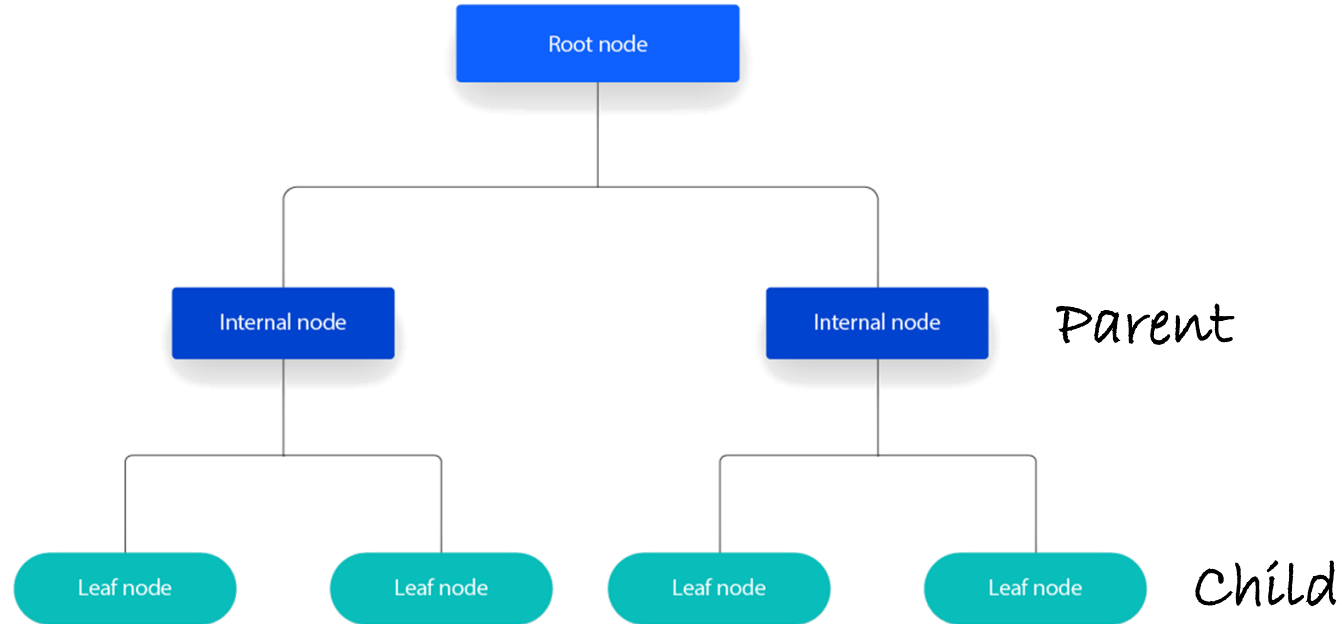 Root node
Internal node
Internal node
Parent
Leaf node
Leaf node
Leaf node
Leaf node
Child